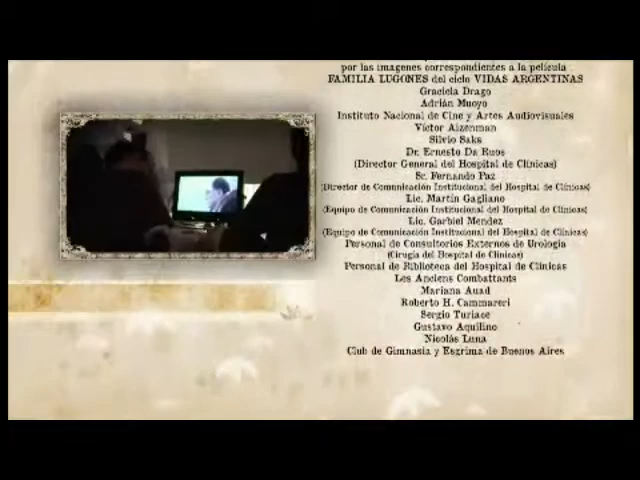 por las imagenes correspondientes a la película
FAMILIA LUGONES del ciclo VIDAS ARGENTINAS
Graciela Drago
Adrián Muoyo
Instituto Nacional de Cine y Artes Audiovisuales
Víctor Aizenman
Silvio Saks
Dr. Ernesto Da Ruos
(Director General del Hospital de Clínicas)
Sr. Fernando Paz
(Director de Comunicación Institucional del Hospital de Clínicas)
Lic. Martín Gagliano
(Equipo de Comunicación Institucional del Hospital de Clínicas)
Lic. Garbiel Mendez
(Equipo de Comunicación Institucional del Hospital de Clínicas)
Personal de Consultorios Externos de Urología
(Cirugía del Hospital de Clínicas)
Personal de Biblioteca del Hospital de Clínicas
Les Anciens Combattants
Mariana Auad
Roberto H. Cammareri
Sergio Turiace
Gustavo Aquilino
Nicolás Luna
Club de Gimnasia y Esgrima de Buenos Aires